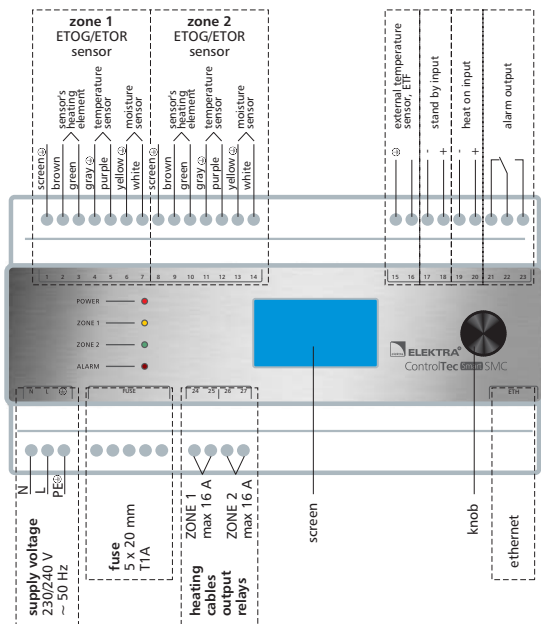 zone 1
ETOG/ETOR
sensor
zone 2
ETOG/ETOR
sensor
screen
brown
sensor's
heating
element
green
gray
temperature
sensor
purple
yellow
moisture
sensor
white
screen
brown
sensor's
heating
element
green
gray
temperature
sensor
purple
yellow
moisture
sensor
white
external temperature
sensor, ETF
-
stand by input
+
-
heat on input
+
alarm output
1 2 3 4 5 6 7 8 9 10 11 12 13 14
15 16 17 18 19 20 21 22 23
POWER
ZONE 1
ZONE 2
ALARM
ELEKTRA®
ControlTec Smart SMC
N L
FUSE
24 25 26 27
ETH
N
L
PE
supply voltage
230/240 V
~ 50 Hz
fuse
5 x 20 mm
T1A
ZONE 1
max 16 A
ZONE 2
max 16 A
heating
cables
output
relays
screen
knob
ethernet